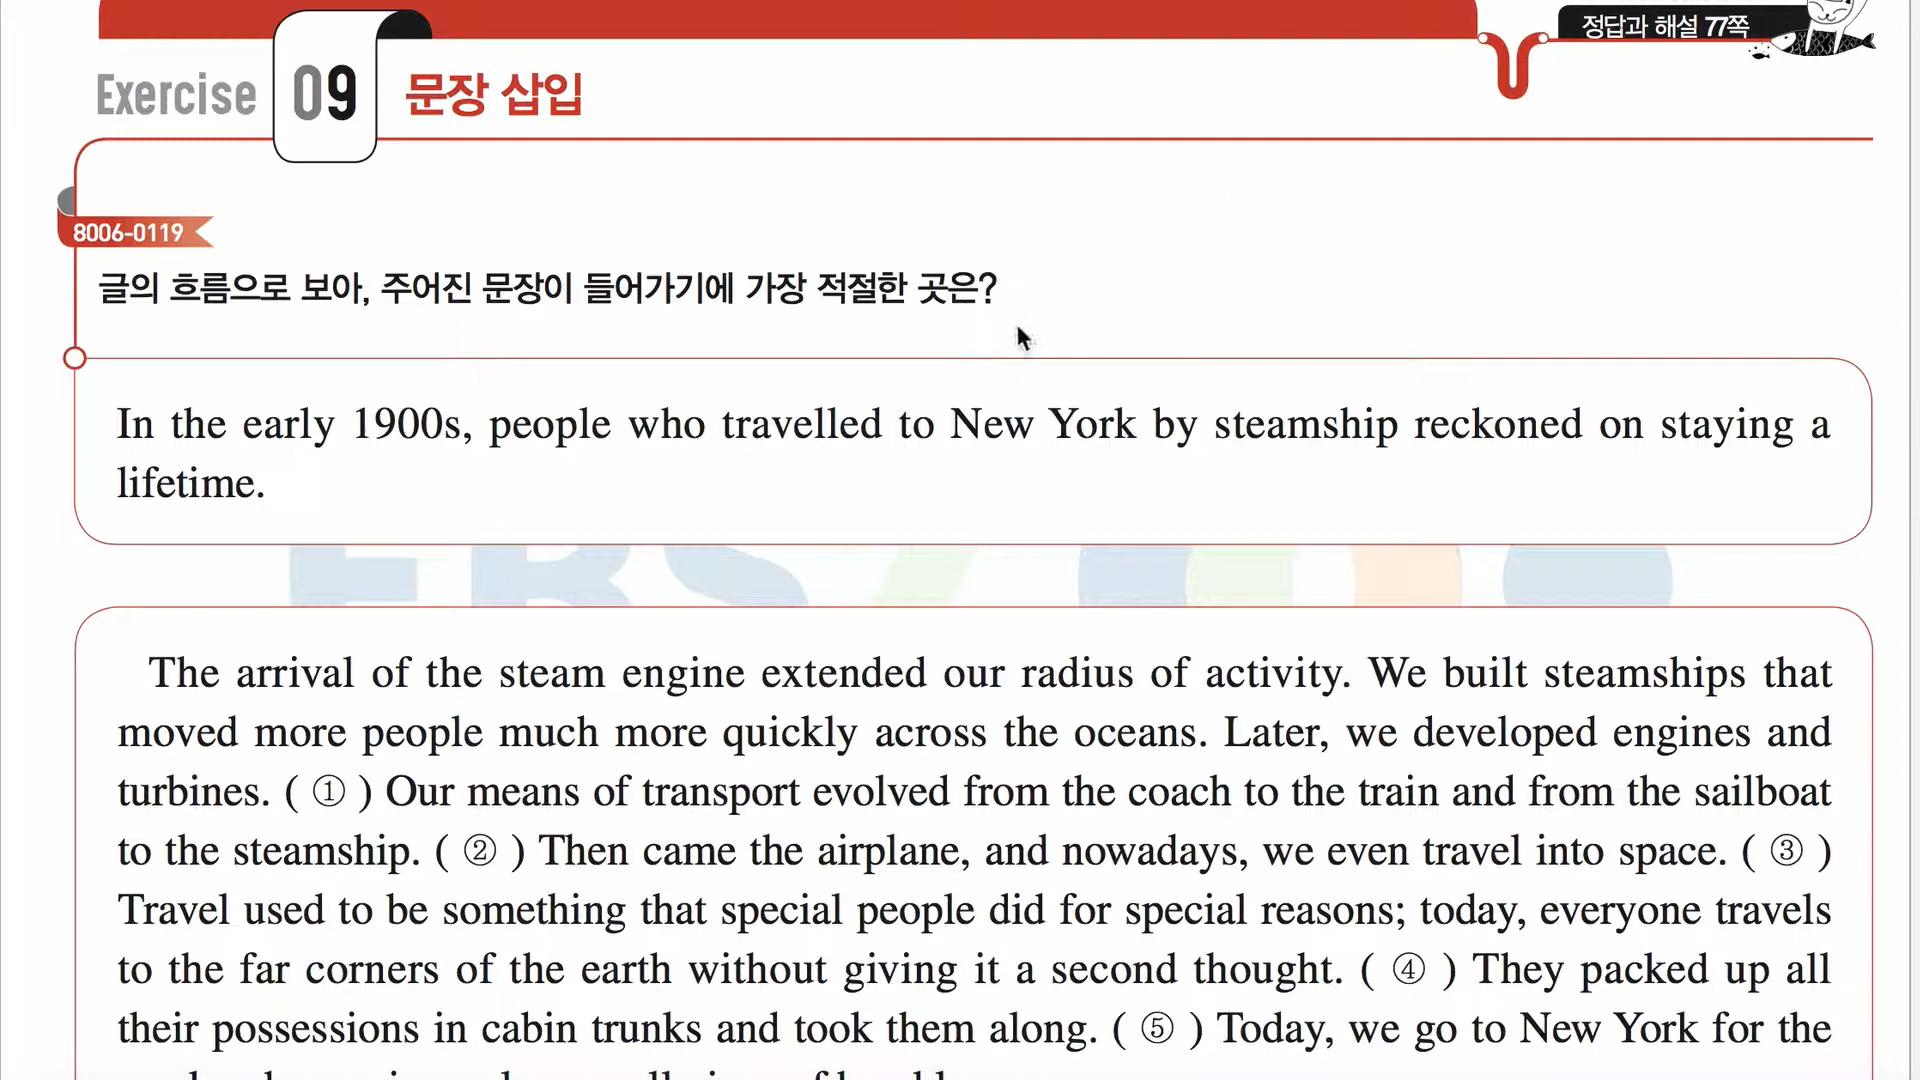 정답과 해설 77쪽
Exercise 09 문장 삽입
8006-0119
글의 흐름으로 보아, 주어진 문장이 들어가기에 가장 적절한 곳은?
In the early 1900s, people who travelled to New York by steamship reckoned on staying a
lifetime.
The arrival of the steam engine extended our radius of activity. We built steamships that
moved more people much more quickly across the oceans. Later, we developed engines and
turbines. ( ① ) Our means of transport evolved from the coach to the train and from the sailboat
to the steamship. ( ② ) Then came the airplane, and nowadays, we even travel into space. ( ③ )
Travel used to be something that special people did for special reasons; today, everyone travels
to the far corners of the earth without giving it a second thought. ( ④ ) They packed up all
their possessions in cabin trunks and took them along. ( ⑤ ) Today, we go to New York for the